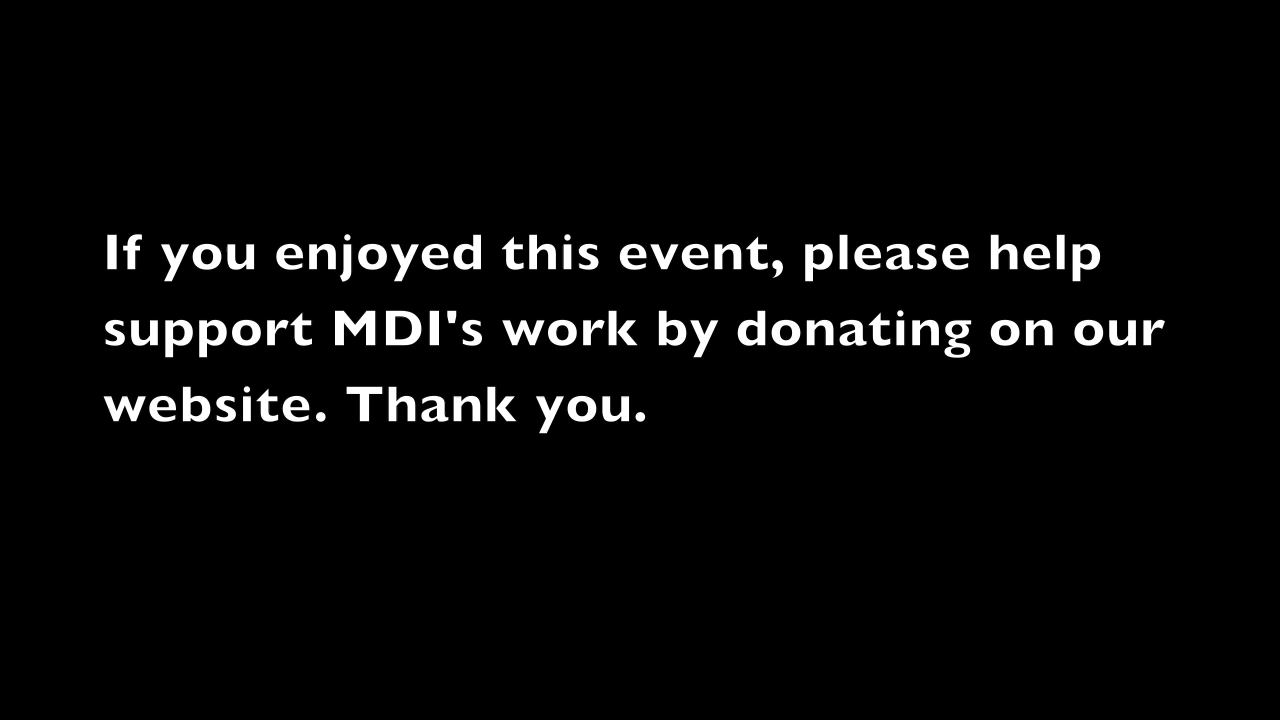 If you enjoyed this event, please help
support MDI's work by donating on our
website. Thank you.